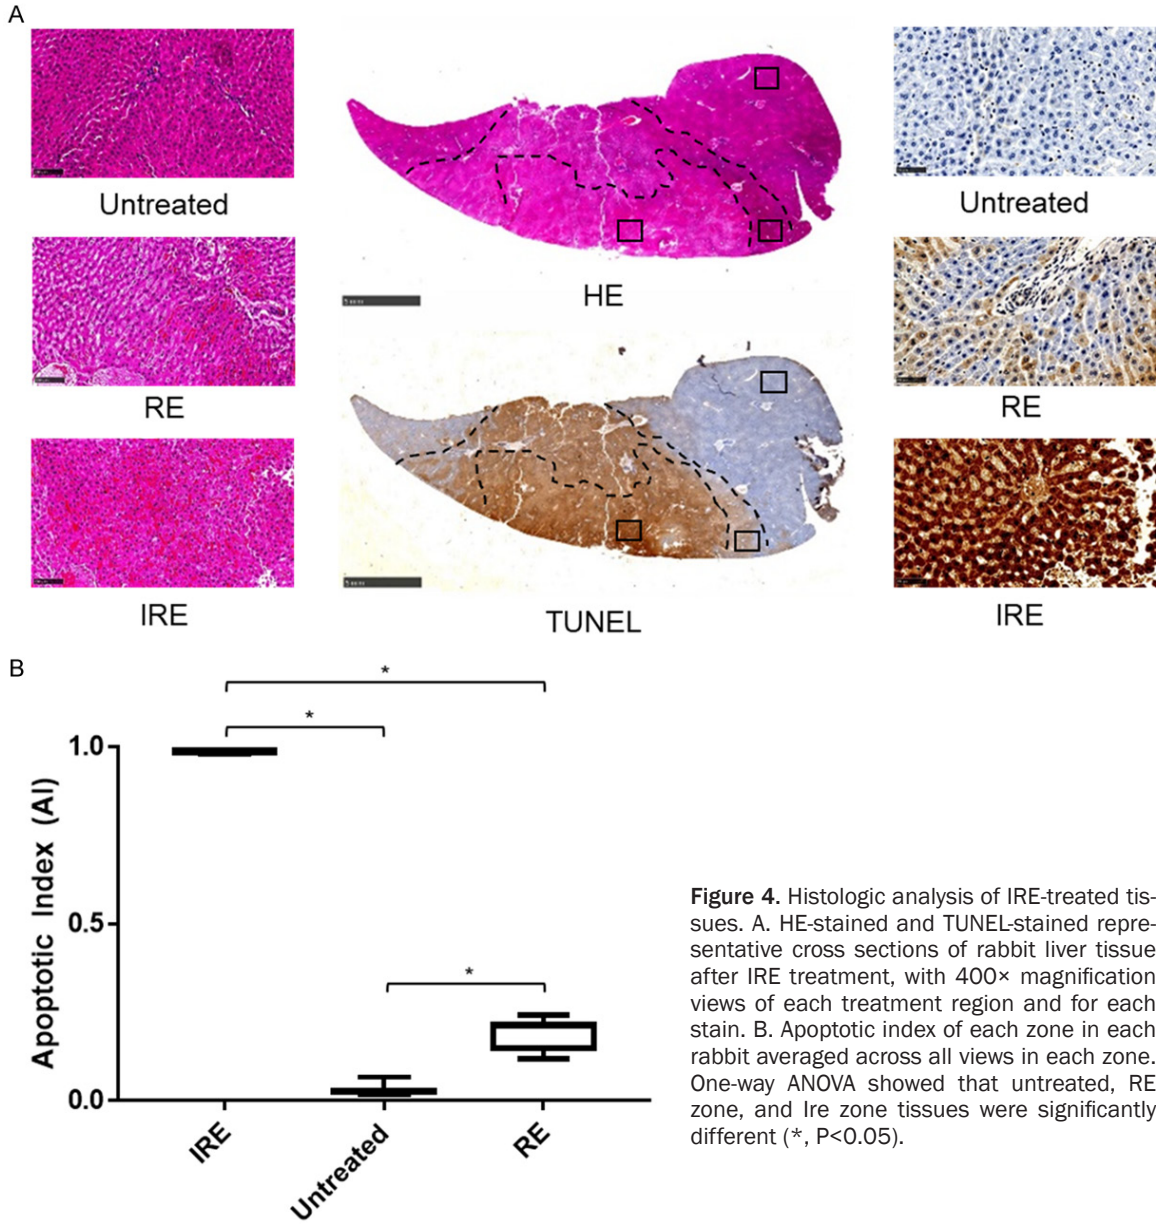 A
Untreated
RE
IRE
HE
TUNEL
Untreated
RE
IRE
B
*
*
*
1.0
0.5
0.0
Apoptotic Index (AI)
IRE
Untreated
RE
Figure 4. Histologic analysis of IRE-treated tis-
sues. A. HE-stained and TUNEL-stained repre-
sentative cross sections of rabbit liver tissue
after IRE treatment, with 400× magnification
views of each treatment region and for each
stain. B. Apoptotic index of each zone in each
rabbit averaged across all views in each zone.
One-way ANOVA showed that untreated, RE
zone, and Ire zone tissues were significantly
different (*, P<0.05).